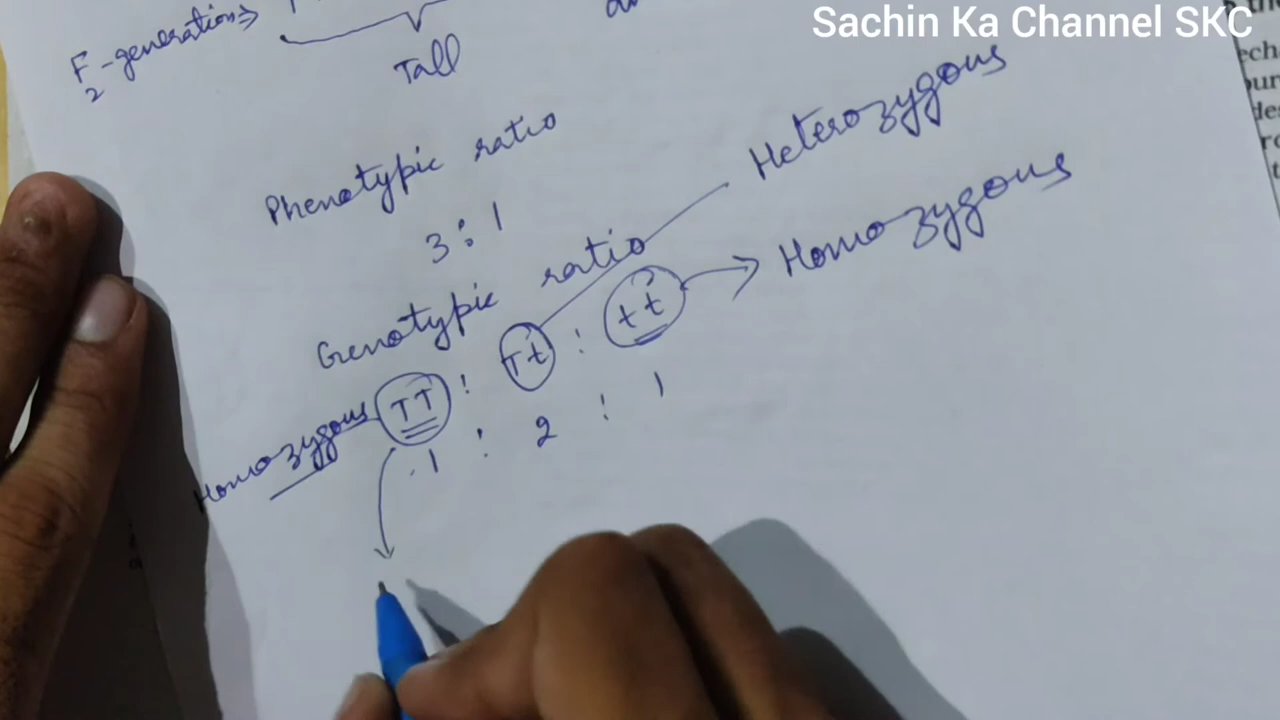 Sachin Ka Channel SKC
F2-generation⇒
Tall
Phenotypic ratio
3 : 1
Heterozygous
Genotypic ratio
Homozygous
Homozygous TT : Tt : tt
1 : 2 : 1